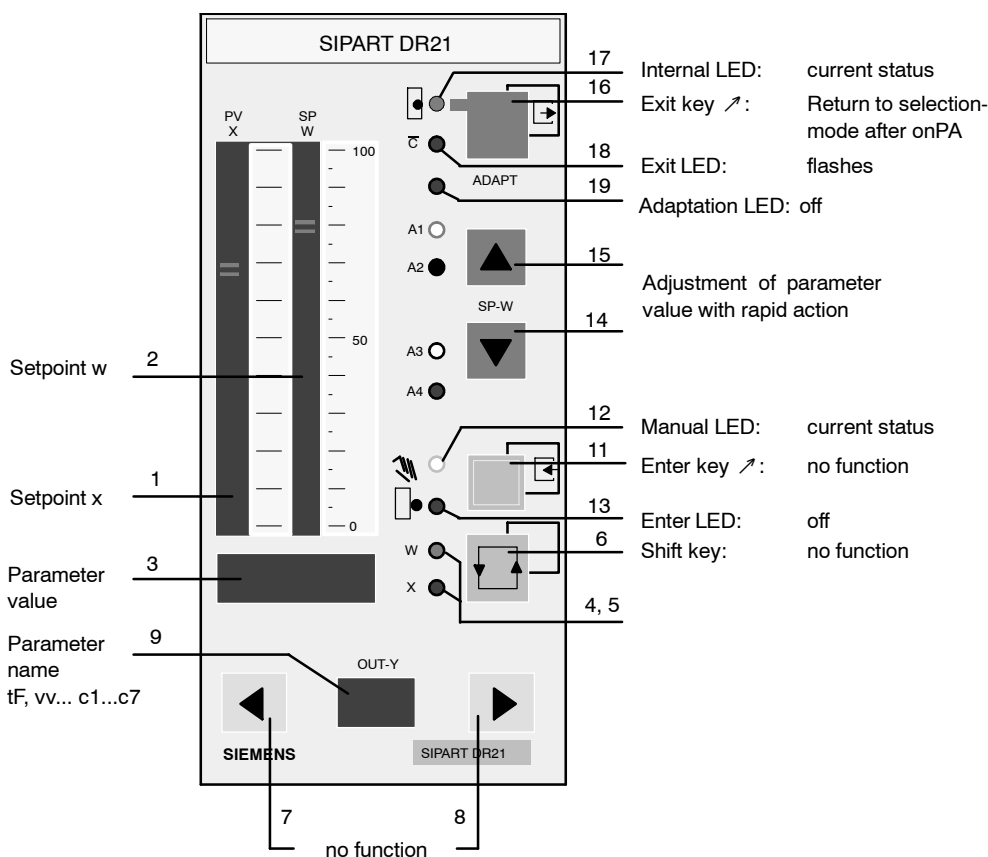 SIPART DR21
17
Internal LED: current status
16
Exit key ↗: Return to selection-
mode after onPA
PV
X
SP
W
C̅
100
18
Exit LED: flashes
ADAPT
19
Adaptation LED: off
A1
A2
15
Adjustment of parameter
value with rapid action
SP-W
14
50
A3
A4
Setpoint w 2
12
Manual LED: current status
11
Enter key ↗: no function
Setpoint x 1
13
Enter LED: off
0
6
Shift key: no function
W
X
Parameter
value
3
4, 5
Parameter
name
tF, vv... c1...c7
9
OUT-Y
SIEMENS
SIPART DR21
7
8
no function